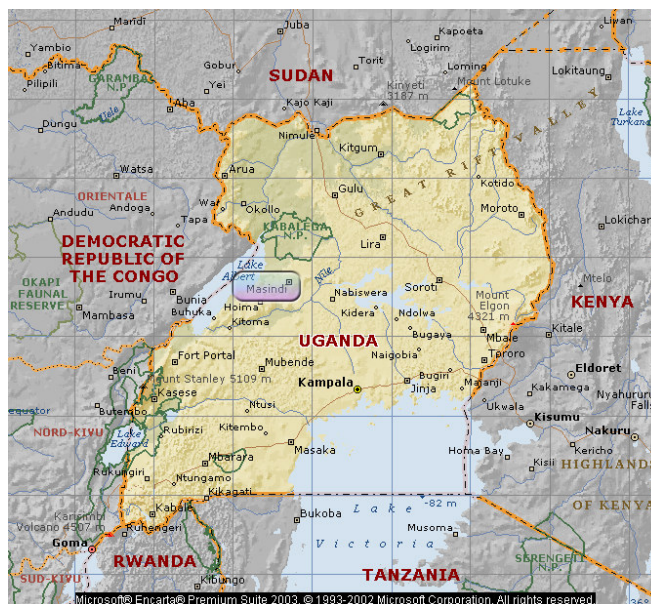 Maridi
Juba
Kapoeta
Liwan
Yambio
Logirim
Bitima
Gobur
SUDAN
Torit
Loming
Lokitaung
Pilipili
GARAMBA
N.P.
Yei
Kinyeti
3187 m
Mount Lotuke
Aba
Kajo Kaji
Lake
Turkana
Dungu
Uele
Nimule
Kitgum
GREAT RIFT VALLEY
Watsa
Arua
Kotido
ORIENTALE
Gulu
Andudu
Andoga
Okollo
Moroto
Tapa
KABALEGA
N.P.
Lokichar
DEMOCRATIC
REPUBLIC OF
THE CONGO
Lira
Lake
Albert
Nile
OKAPI
FAUNAL
RESERVE
Masindi
Soroti
Mtelo
Irumu
Bunia
Nabiswera
Mount
Elgon
4321 m
KENYA
Mambasa
Buhuka
Hoima
Kidera
Ndolwa
Kitoma
Bugaya
Mbale
Kitale
UGANDA
Naigobia
Tororo
Fort Portal
Mubende
Bugiri
Eldoret
Beni
unt Stanley 5109 m
Kampala
Jinja
Majanji
Kakamega
Nyahururu
Falls
Kasese
Butembo
Ntusi
Ukwala
equator
Kisumu
NORD-KIVU
Lake
Edward
Rubirizi
Kitembo
Nakuru
Masaka
Homa Bay
Kericho
Mbarara
Kisii
HIGHLANDS
OF KENYA
Rukungiri
Ntungamo
Kikagati
Karisimbi
Volcano 4507 m
Kabale
Lake
Victoria
-82 m
Bukoba
Ruhengeri
Musoma
Goma
RWANDA
SERENGETI
N.P.
SUD-KIVU
Kibungo
TANZANIA
Microsoft® Encarta® Premium Suite 2003. © 1993-2002 Microsoft Corporation. All rights reserved.